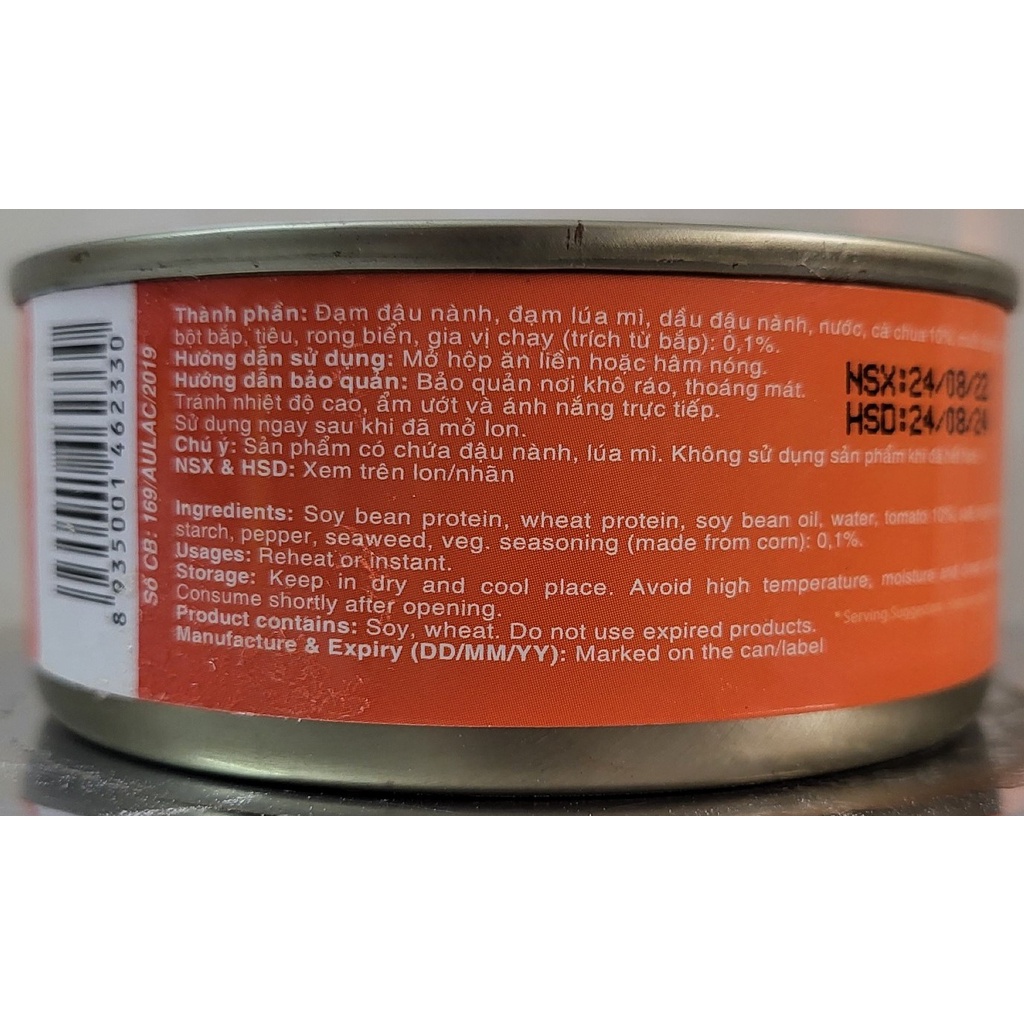 8 935001 462330
Số CB: 169/AULAC/2019
Thành phần: Đạm đậu nành, đạm lúa mì, dầu đậu nành, nước, cà chua 10%,
bột bắp, tiêu, rong biển, gia vị chay (trích từ bắp): 0,1%.
Hướng dẫn sử dụng: Mở hộp ăn liền hoặc hâm nóng.
Hướng dẫn bảo quản: Bảo quản nơi khô ráo, thoáng mát.
Tránh nhiệt độ cao, ẩm ướt và ánh nắng trực tiếp.
Sử dụng ngay sau khi đã mở lon.
Chú ý: Sản phẩm có chứa đậu nành, lúa mì. Không sử dụng sản phẩm khi đã hết
NSX & HSD: Xem trên lon/nhãn
NSX:24/08/22
HSD:24/08/24
Ingredients: Soy bean protein, wheat protein, soy bean oil, water, tomato 10%,
starch, pepper, seaweed, veg. seasoning (made from corn): 0,1%.
Usages: Reheat or instant.
Storage: Keep in dry and cool place. Avoid high temperature, moisture and
Consume shortly after opening.
Product contains: Soy, wheat. Do not use expired products.
Manufacture & Expiry (DD/MM/YY): Marked on the can/label
*Serving